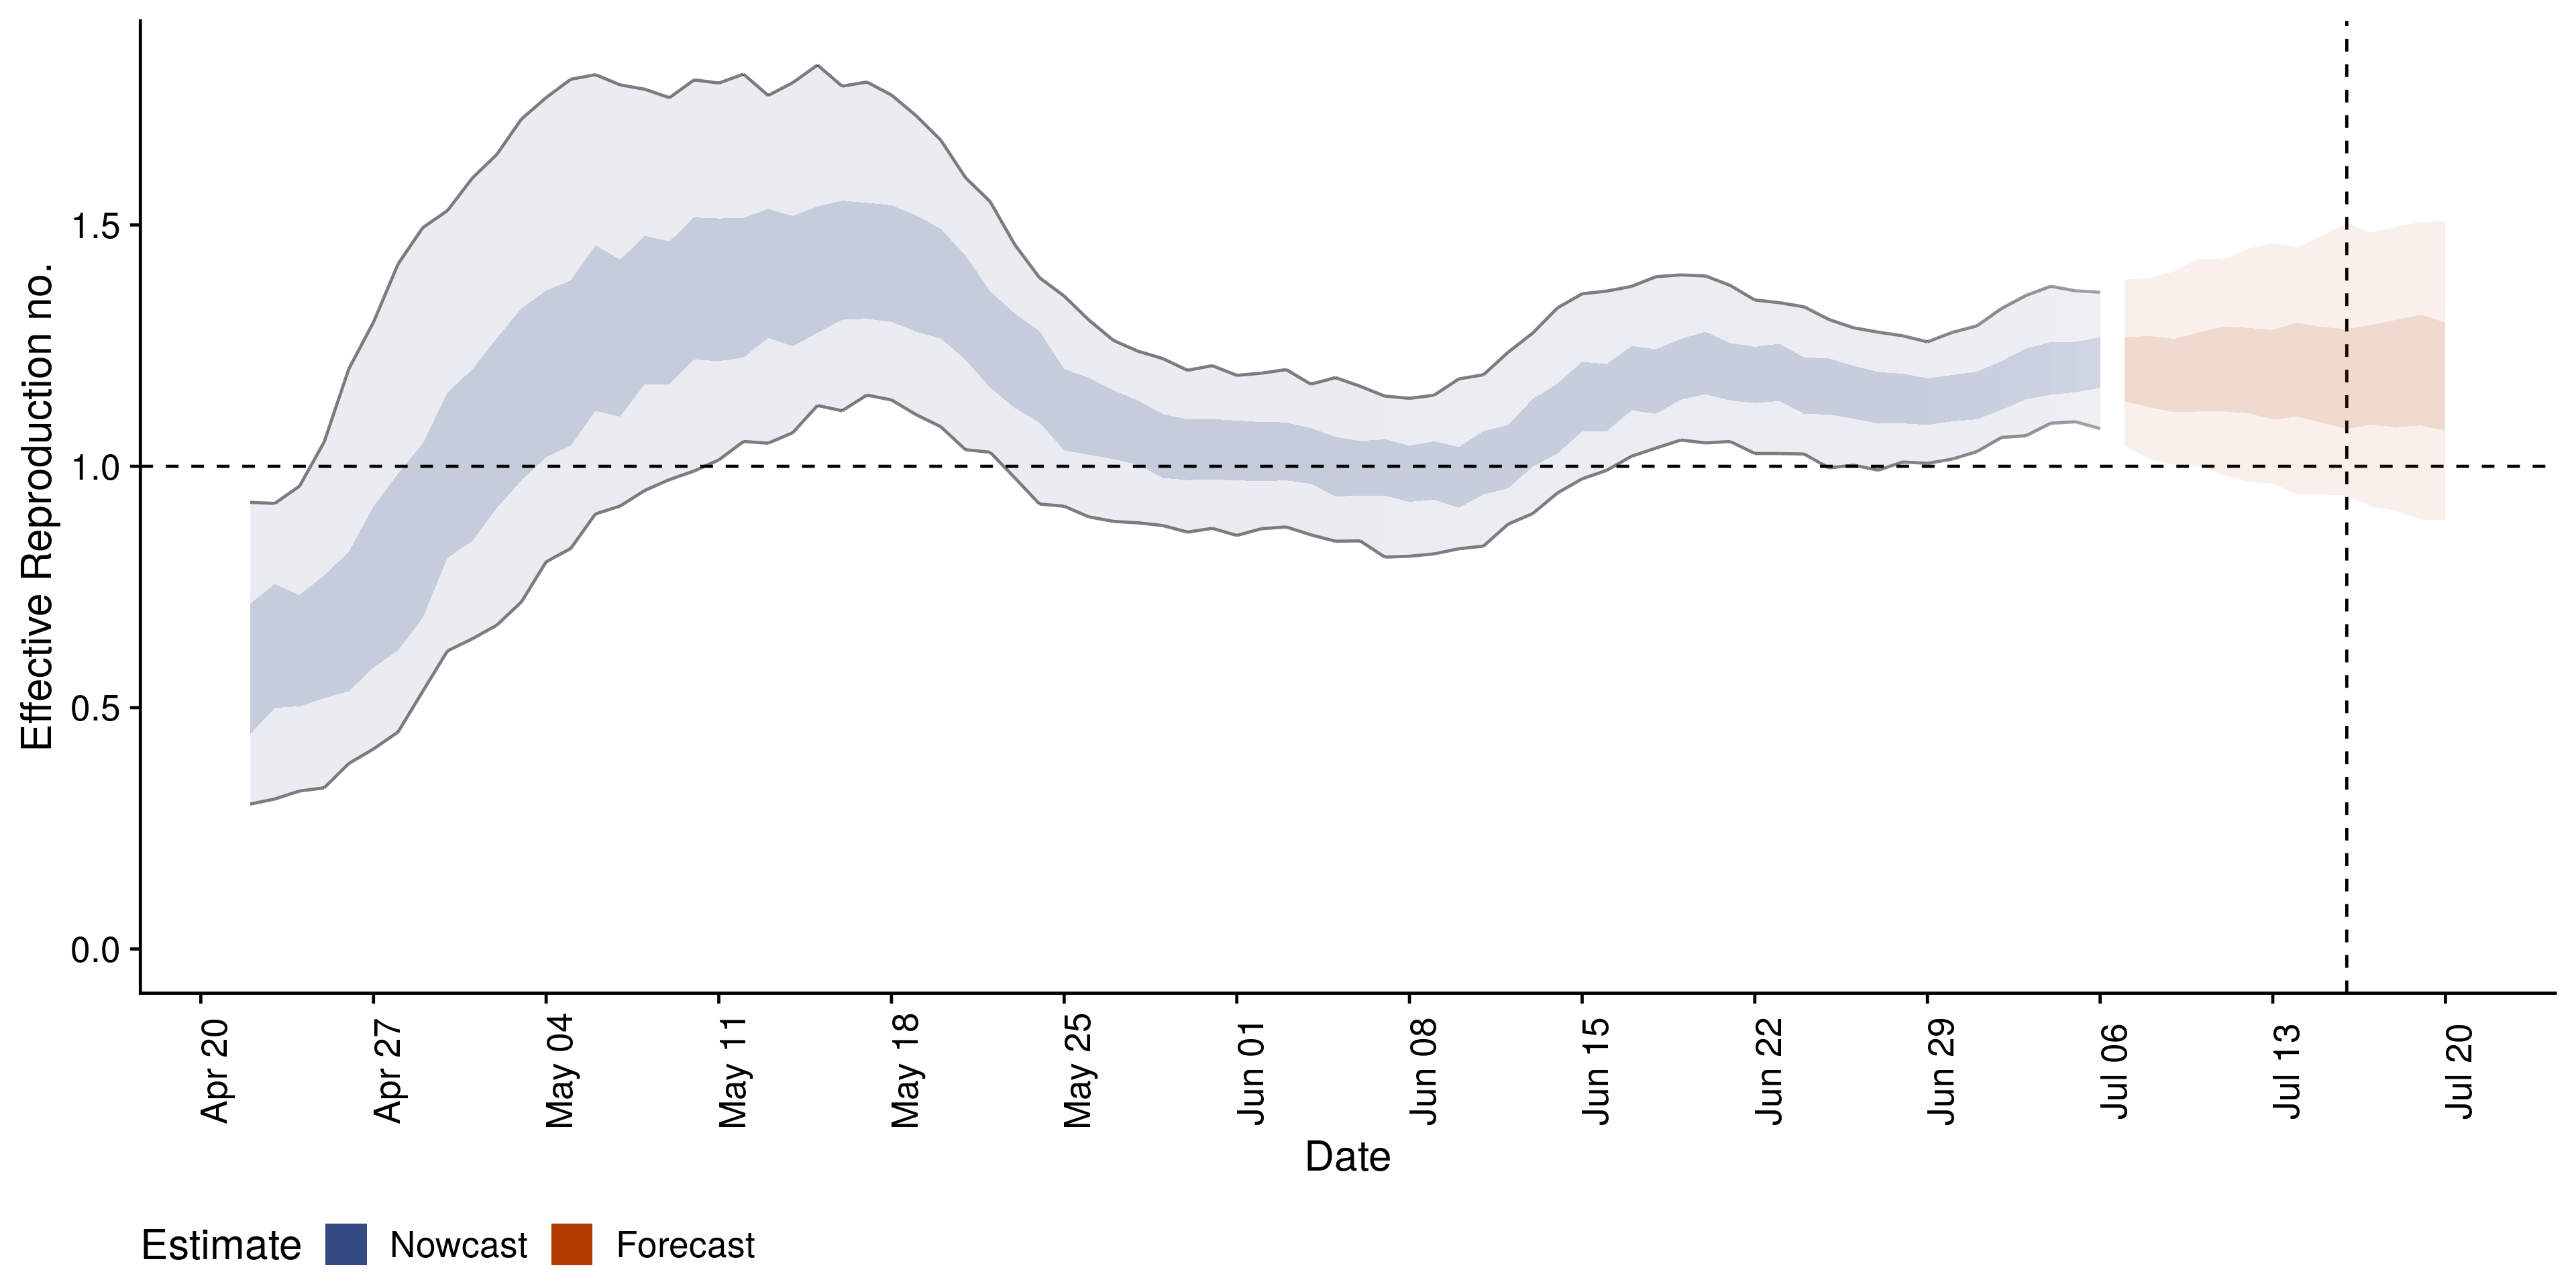 Effective Reproduction no.
1.5
1.0
0.5
0.0
Apr 20
Apr 27
May 04
May 11
May 18
May 25
Jun 01
Jun 08
Jun 15
Jun 22
Jun 29
Jul 06
Jul 13
Jul 20
Date
Estimate Nowcast Forecast